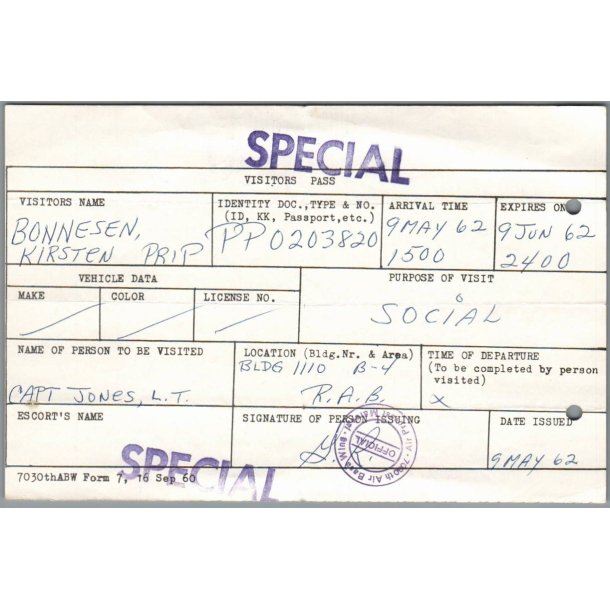 SPECIAL
VISITORS PASS
VISITORS NAME
BONNESEN,
KIRSTEN PRIP
IDENTITY DOC.,TYPE & NO.
(ID, KK, Passport,etc.)
PP 0203820
ARRIVAL TIME
9 MAY 62
1500
EXPIRES ON
9 JUN 62
2400
VEHICLE DATA
MAKE
COLOR
LICENSE NO.
PURPOSE OF VISIT
SOCIAL
NAME OF PERSON TO BE VISITED
CAPT JONES, L.T.
LOCATION (Bldg.Nr. & Area)
BLDG 1110 B-4
R.A.B.
TIME OF DEPARTURE
(To be completed by person
visited)
X
ESCORT'S NAME
SIGNATURE OF PERSON ISSUING
OFFICIAL
DATE ISSUED
9 MAY 62
SPECIAL
7030thABW Form 7, 16 Sep 60